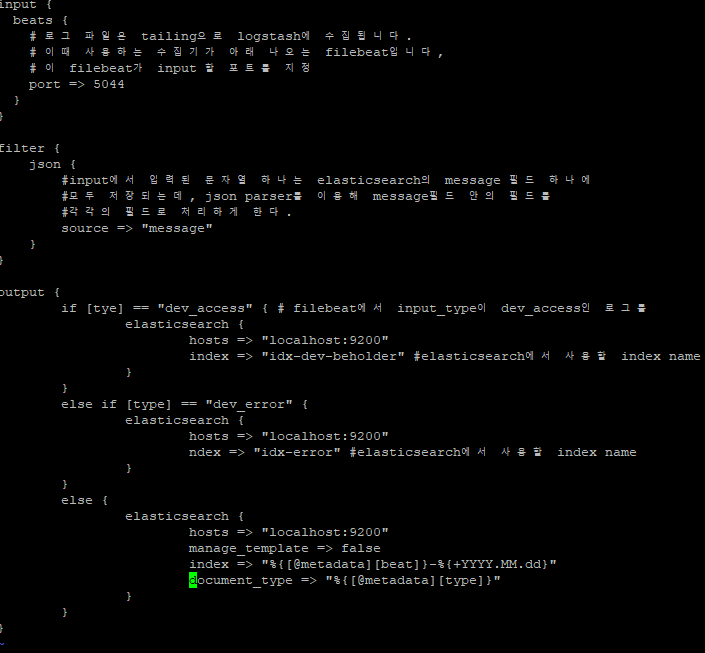 input {
  beats {
    # 로그 파일은 tailing으로 logstash에 수집됩니다.
    # 이때 사용하는 수집기가 아래 나오는 filebeat입니다,
    # 이 filebeat가 input 할 포트를 지정
    port => 5044
  }
}

filter {
    json {
        #input에서 입력된 문자열 하나는 elasticsearch의 message 필드 하나에
        #모두 저장되는데, json parser를 이용해 message필드 안의 필드를
        #각각의 필드로 처리하게 한다.
        source => "message"
    }
}

output {
        if [tye] == "dev_access" { # filebeat에서 input_type이 dev_access인 로그를
                elasticsearch {
                        hosts => "localhost:9200"
                        index => "idx-dev-beholder" #elasticsearch에서 사용할 index name
                }
        }
        else if [type] == "dev_error" {
                elasticsearch {
                        hosts => "localhost:9200"
                        ndex => "idx-error" #elasticsearch에서 사용할 index name
                }
        }
        else {
                elasticsearch {
                        hosts => "localhost:9200"
                        manage_template => false
                        index => "%{[@metadata][beat]}-%{+YYYY.MM.dd}"
                        document_type => "%{[@metadata][type]}"
                }
        }
}
~